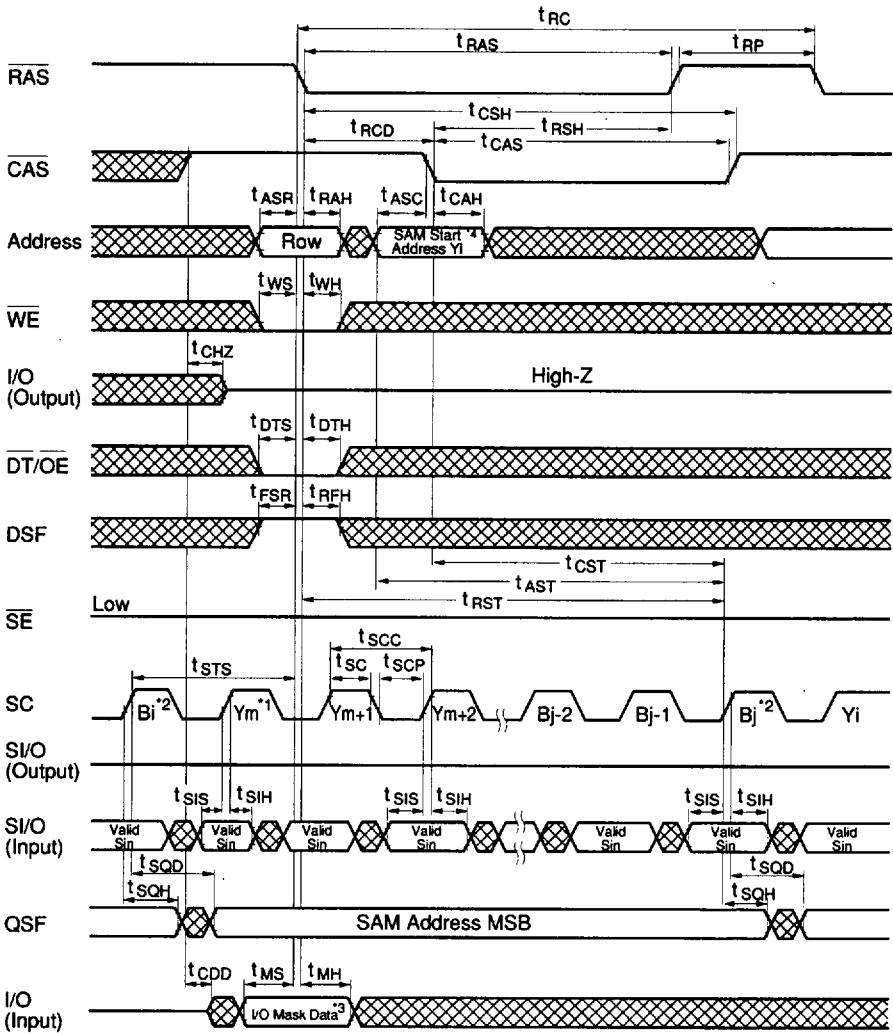 tRC
tRAS tRP
RAS
tCSH
tRCD tRSH
tCAS
CAS
tASR tRAH tASC tCAH
Address Row SAM Start *4 Address Yi
tWS tWH
WE
tCHZ
I/O (Output) High-Z
tDTS tDTH
DT/OE
tFSR tRFH
DSF
tCST
tAST
tRST
SE Low
tSCC
tSTS tSC tSCP
SC Bi*2 Ym*1 Ym+1 Ym+2 Bj-2 Bj-1 Bj*2 Yi
SI/O (Output)
tSIS tSIH tSIS tSIH tSIS tSIH
SI/O (Input) Valid Sin Valid Sin Valid Sin Valid Sin Valid Sin Valid Sin Valid Sin
tSQD tSQD
tSQH tSQH
QSF SAM Address MSB
tCDD tMS tMH
I/O (Input) I/O Mask Data*3